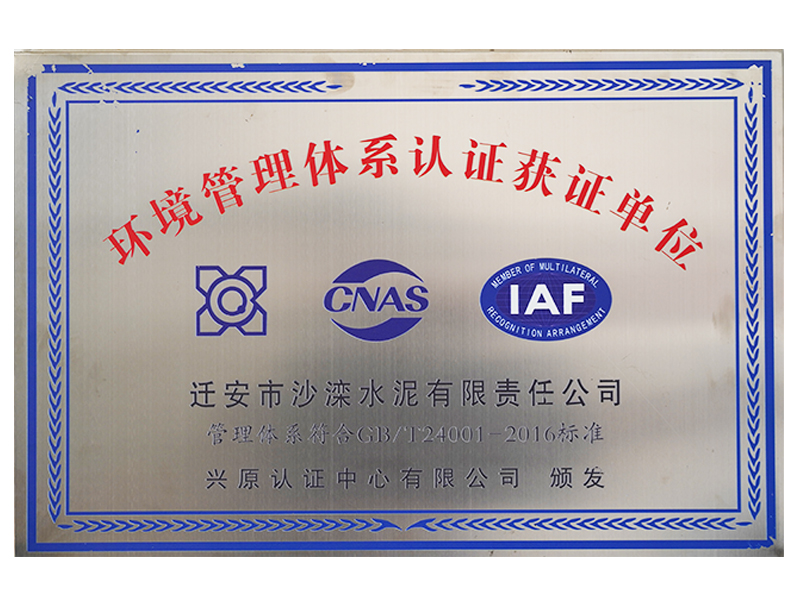 环境管理体系认证获证单位
CNAS
MEMBER OF MULTILATERAL
IAF
RECOGNITION ARRANGEMENT
迁安市沙滦水泥有限责任公司
管理体系符合GB/T24001-2016标准
兴原认证中心有限公司 颁发